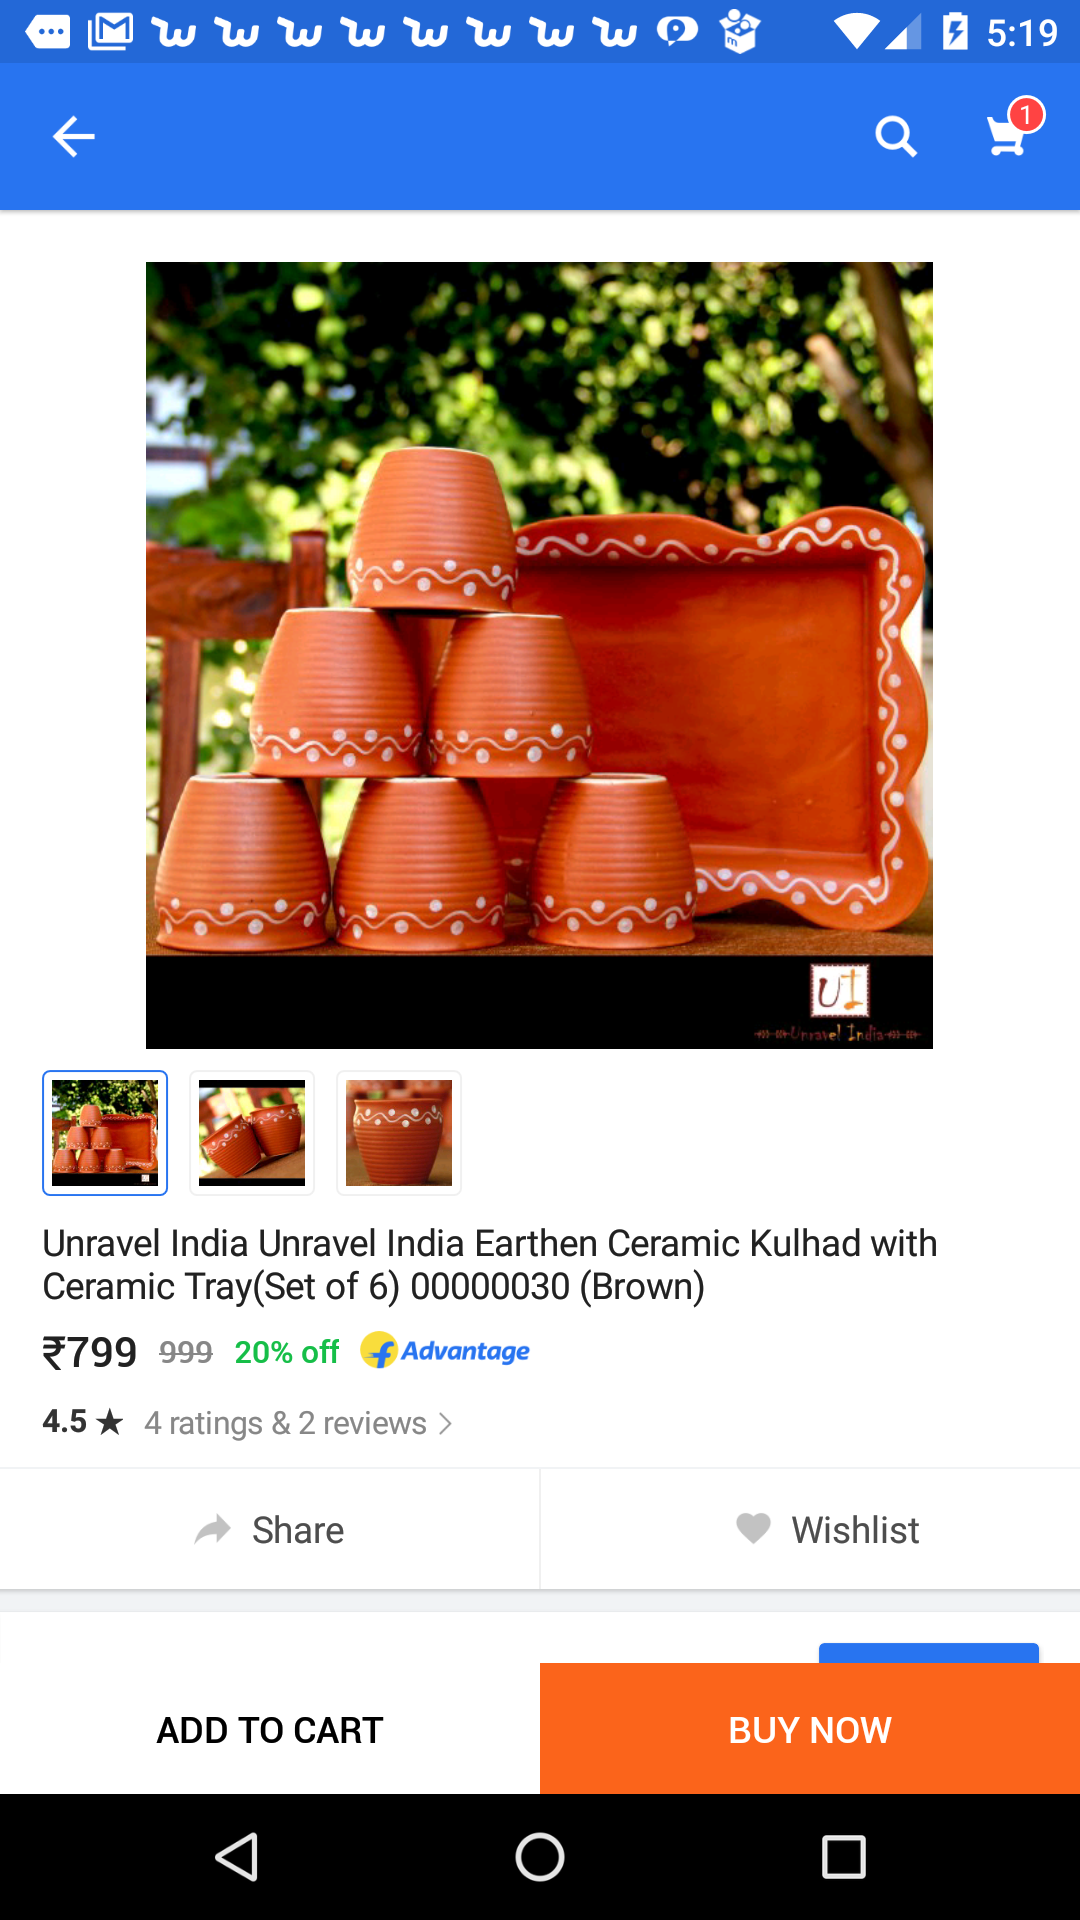 5:19
1
UI
Unravel India
Unravel India Unravel India Earthen Ceramic Kulhad with
Ceramic Tray(Set of 6) 00000030 (Brown)
₹799 999 20% off f Advantage
4.5 ★ 4 ratings & 2 reviews >
Share
Wishlist
ADD TO CART
BUY NOW